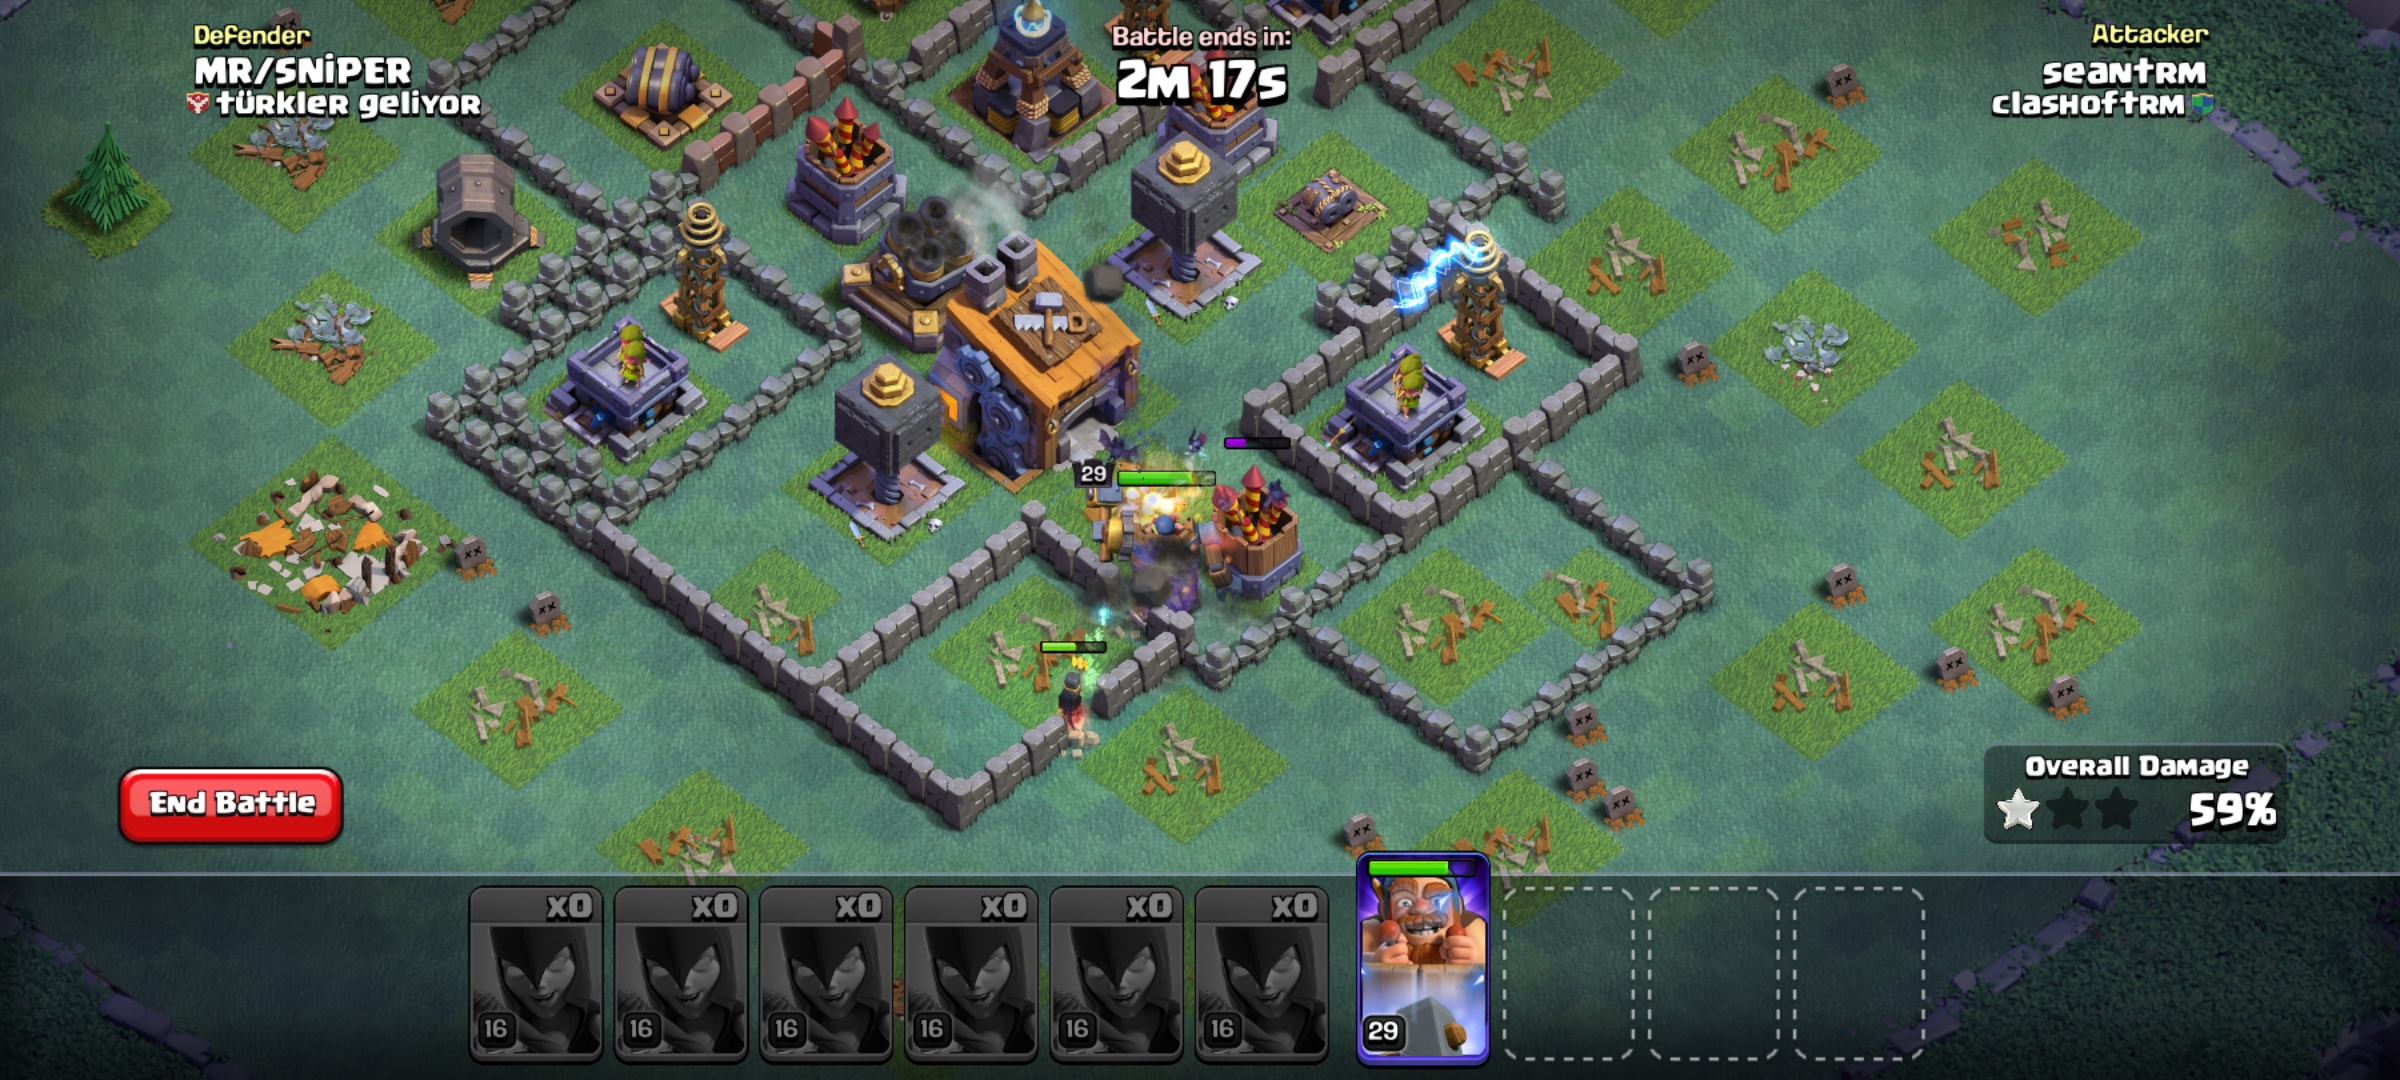 Defender
MR/SNiPER
türkler geliyor
Battle ends in:
2M 17s
Attacker
seantRM
clashoftRM
29
End Battle
Overall Damage
59%
x0
x0
x0
x0
x0
x0
16
16
16
16
16
16
29